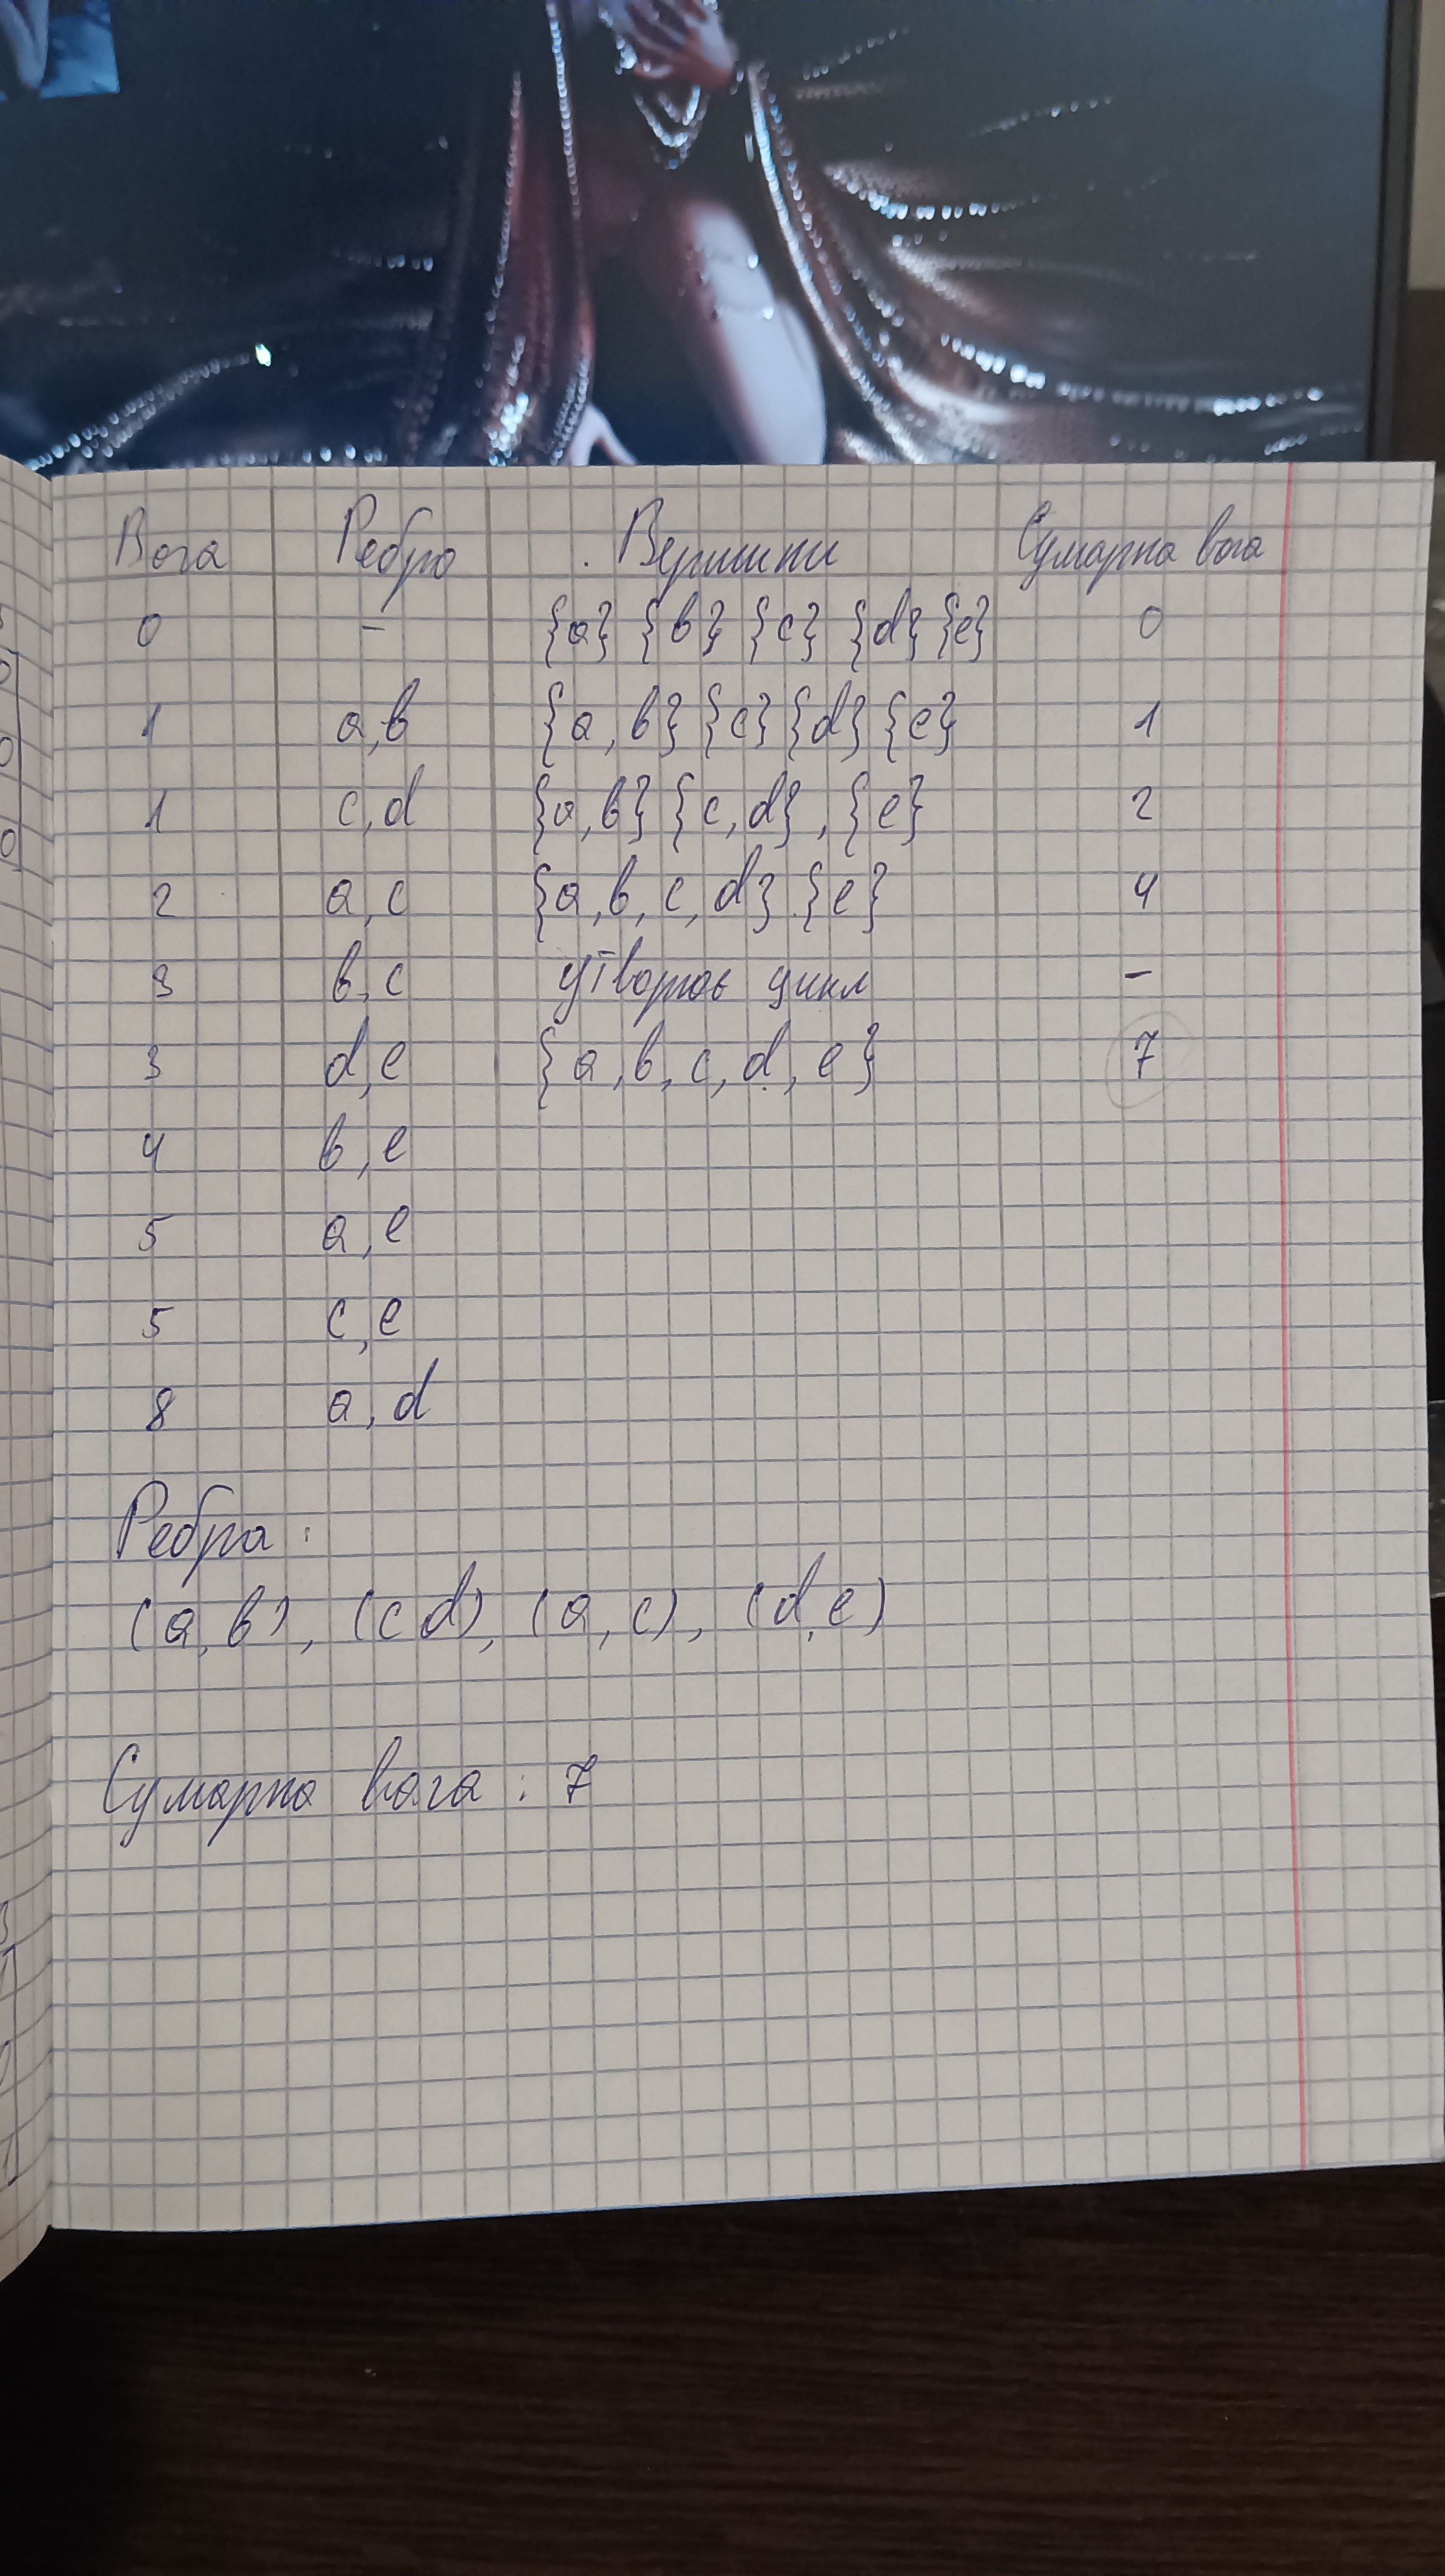 Вага Ребро Вершини Сумарна вага
0 - {a} {b} {c} {d} {e} 0
1 a,b {a,b} {c} {d} {e} 1
1 c,d {a,b} {c,d}, {e} 2
2 a,c {a,b,c,d} {e} 4
3 b,c утворює цикл -
3 d,e {a,b,c,d,e} 7
4 b,e
5 a,e
5 c,e
8 a,d
Ребра:
(a,b), (c d), (a,c), (d,e)
Сумарна вага: 7